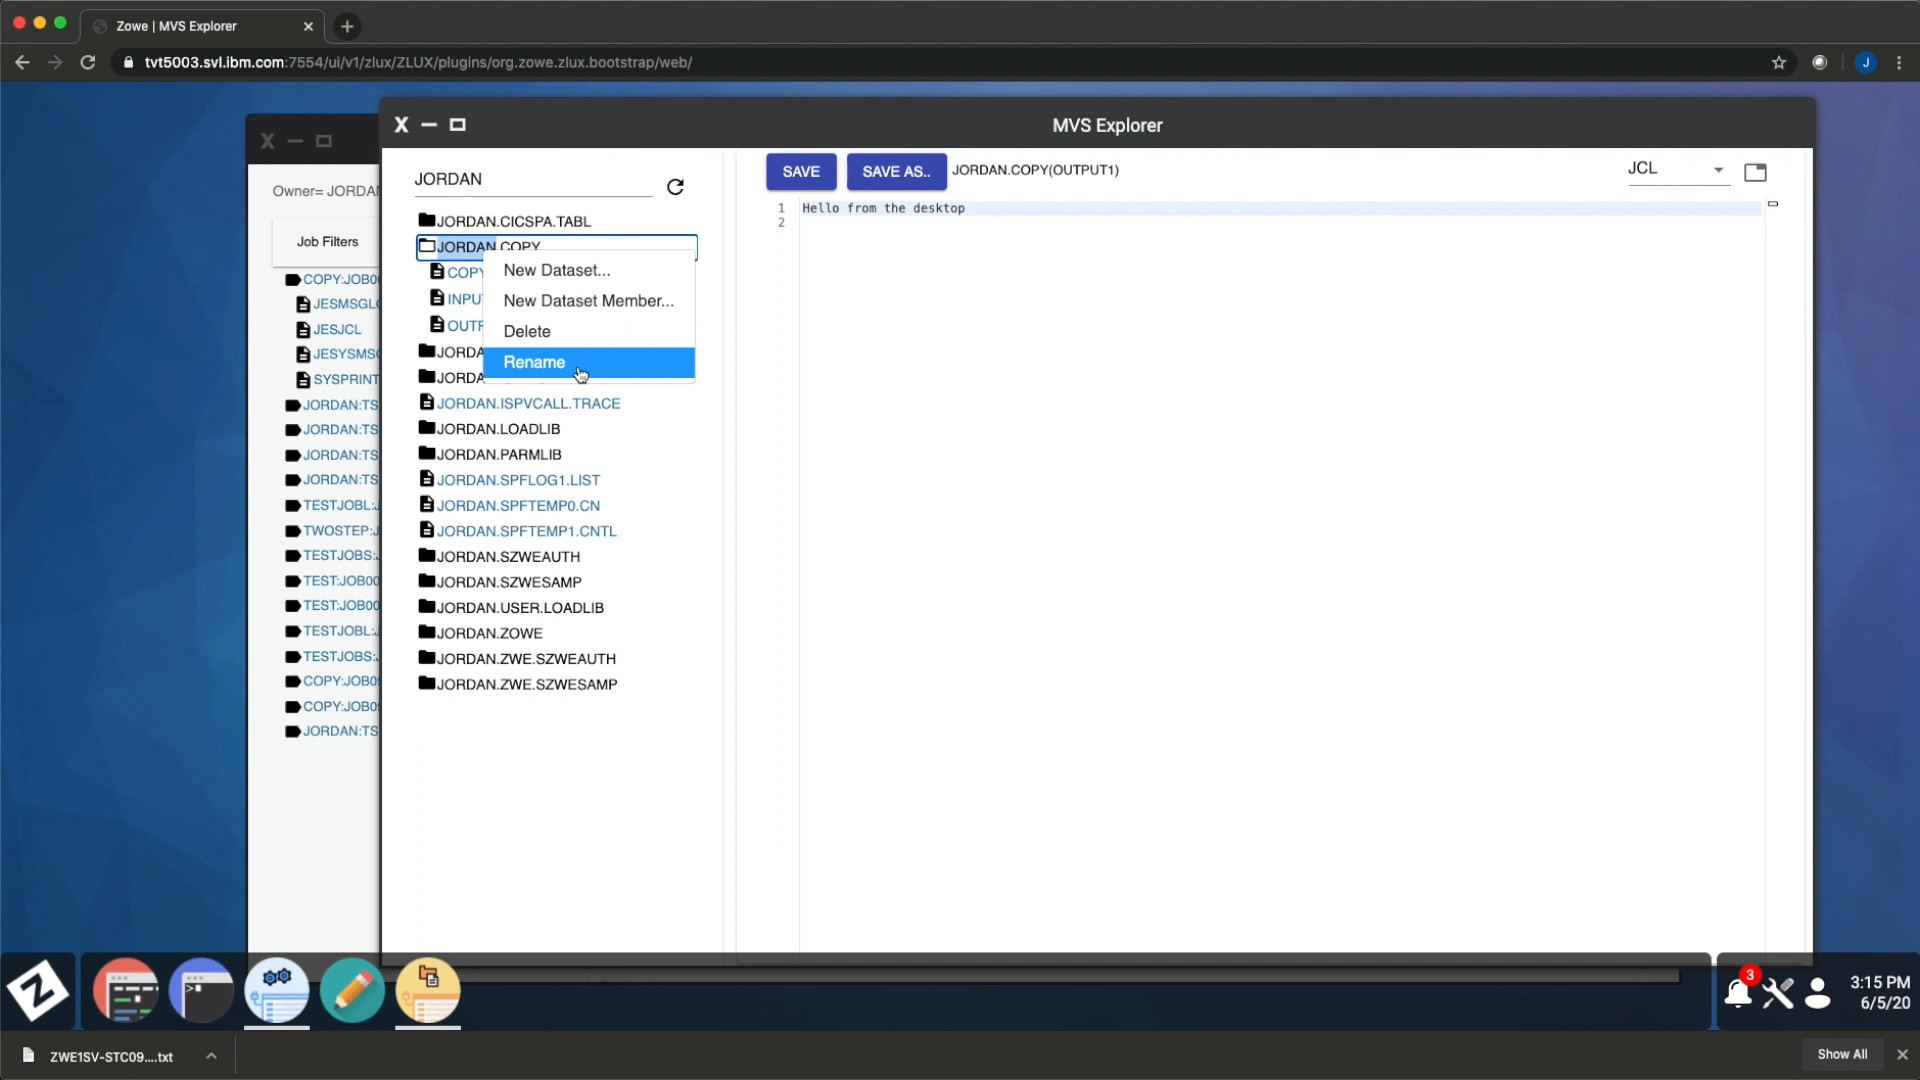 Zowe | MVS Explorer
tvt5003.svl.ibm.com:7554/ui/v1/zlux/ZLUX/plugins/org.zowe.zlux.bootstrap/web/
J
X
Owner= JORDAN
Job Filters
COPY:JOB0
JESMSGL
JESJCL
JESYSMS
SYSPRINT
JORDAN:TS
JORDAN:TS
JORDAN:TS
JORDAN:TS
TESTJOBL:
TWOSTEP:J
TESTJOBS:
TEST:JOB00
TEST:JOB00
TESTJOBL:
TESTJOBS:
COPY:JOB0
COPY:JOB0
JORDAN:TS
X
MVS Explorer
JORDAN
JORDAN.CICSPA.TABL
JORDAN.COPY
COPY
INPU
OUTP
JORDA
JORDA
JORDAN.ISPVCALL.TRACE
JORDAN.LOADLIB
JORDAN.PARMLIB
JORDAN.SPFLOG1.LIST
JORDAN.SPFTEMP0.CN
JORDAN.SPFTEMP1.CNTL
JORDAN.SZWEAUTH
JORDAN.SZWESAMP
JORDAN.USER.LOADLIB
JORDAN.ZOWE
JORDAN.ZWE.SZWEAUTH
JORDAN.ZWE.SZWESAMP
New Dataset...
New Dataset Member...
Delete
Rename
SAVE SAVE AS.. JORDAN.COPY(OUTPUT1) JCL
1 Hello from the desktop
2
3
3:15 PM
6/5/20
ZWE1SV-STC09....txt
Show All